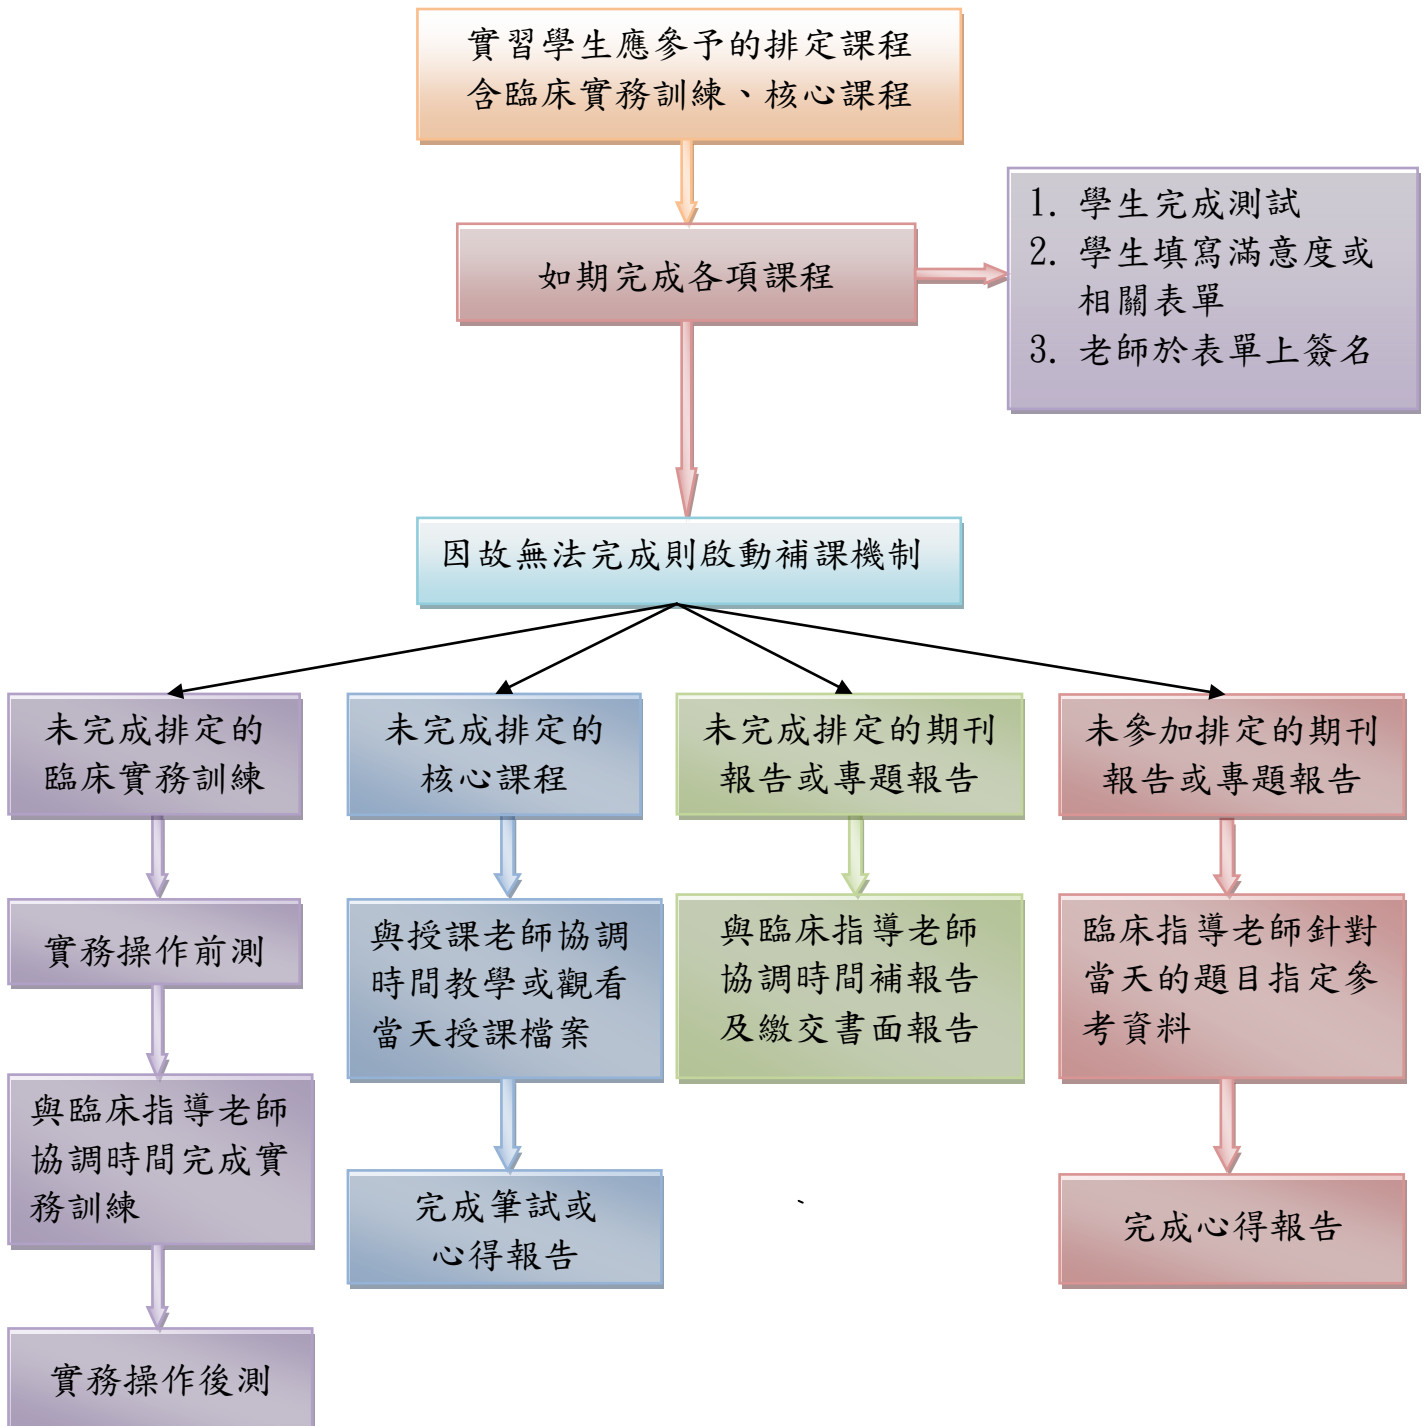 實習學生應參予的排定課程
含臨床實務訓練、核心課程
如期完成各項課程
1. 學生完成測試
2. 學生填寫滿意度或
相關表單
3. 老師於表單上簽名
因故無法完成則啟動補課機制
未完成排定的
臨床實務訓練
未完成排定的
核心課程
未完成排定的期刊
報告或專題報告
未參加排定的期刊
報告或專題報告
實務操作前測
與授課老師協調
時間教學或觀看
當天授課檔案
與臨床指導老師
協調時間補報告
及繳交書面報告
臨床指導老師針對
當天的題目指定參
考資料
與臨床指導老師
協調時間完成實
務訓練
完成筆試或
心得報告
、
完成心得報告
實務操作後測